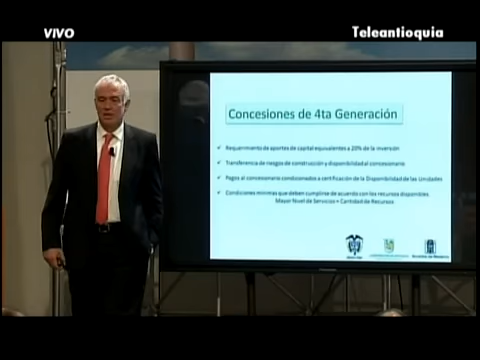 VIVO
Teleantioquia
Concesiones de 4ta Generación
✓ Requerimiento de aportes de capital equivalentes a 20% de la inversión
✓ Transferencia de riesgos de construcción y disponibilidad al concesionario
✓ Pagos al concesionario condicionados a certificación de la Disponibilidad de las Unidades
✓ Condiciones mínimas que deben cumplirse de acuerdo con los recursos disponibles
Mayor Nivel de Servicios = Cantidad de Recursos